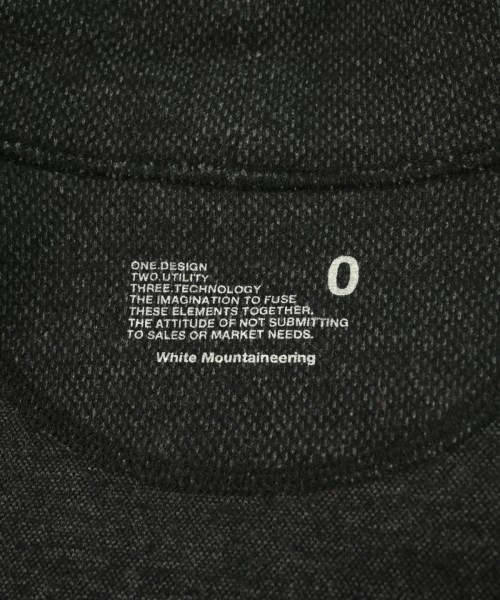 ONE.DESIGN
TWO.UTILITY
THREE.TECHNOLOGY
THE IMAGINATION TO FUSE
THESE ELEMENTS TOGETHER.
THE ATTITUDE OF NOT SUBMITTING
TO SALES OR MARKET NEEDS.
0
White Mountaineering